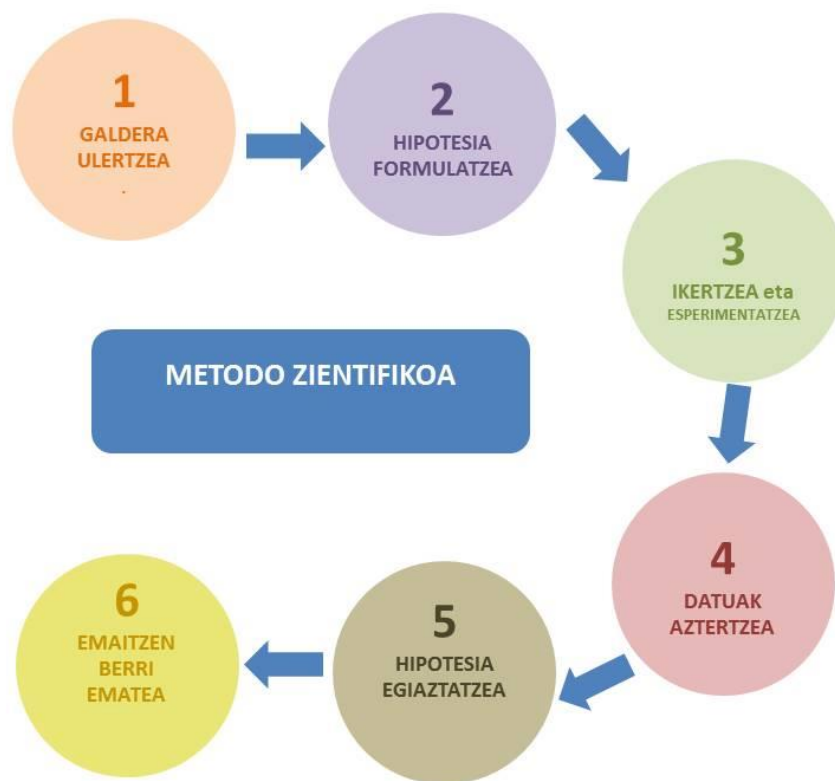 1
GALDERA
ULERTZEA
.
2
HIPOTESIA
FORMULATZEA
3
IKERTZEA eta
ESPERIMENTATZEA
METODO ZIENTIFIKOA
4
DATUAK
AZTERTZEA
5
HIPOTESIA
EGIAZTATZEA
6
EMAITZEN
BERRI
EMATEA